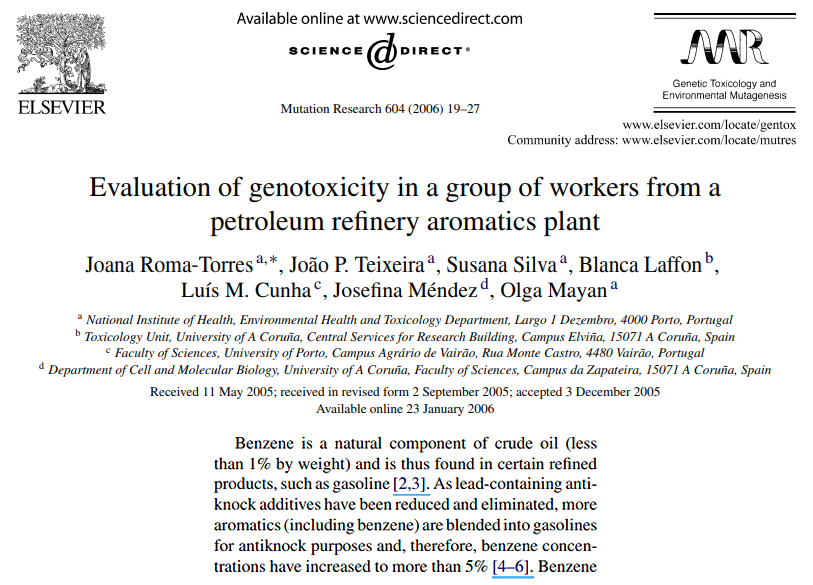 Available online at www.sciencedirect.com
SCIENCE DIRECT®
ELSEVIER
Mutation Research 604 (2006) 19–27
Genetic Toxicology and
Environmental Mutagenesis
www.elsevier.com/locate/gentox
Community address: www.elsevier.com/locate/mutres
Evaluation of genotoxicity in a group of workers from a
petroleum refinery aromatics plant
Joana Roma-Torres a,*, João P. Teixeira a, Susana Silva a, Blanca Laffon b,
Luís M. Cunha c, Josefina Méndez d, Olga Mayan a
a National Institute of Health, Environmental Health and Toxicology Department, Largo 1 Dezembro, 4000 Porto, Portugal
b Toxicology Unit, University of A Coruña, Central Services for Research Building, Campus Elviña, 15071 A Coruña, Spain
c Faculty of Sciences, University of Porto, Campus Agrário de Vairão, Rua Monte Castro, 4480 Vairão, Portugal
d Department of Cell and Molecular Biology, University of A Coruña, Faculty of Sciences, Campus da Zapateira, 15071 A Coruña, Spain
Received 11 May 2005; received in revised form 2 September 2005; accepted 3 December 2005
Available online 23 January 2006
Benzene is a natural component of crude oil (less
than 1% by weight) and is thus found in certain refined
products, such as gasoline [2,3]. As lead-containing anti-
knock additives have been reduced and eliminated, more
aromatics (including benzene) are blended into gasolines
for antiknock purposes and, therefore, benzene concen-
trations have increased to more than 5% [4–6]. Benzene